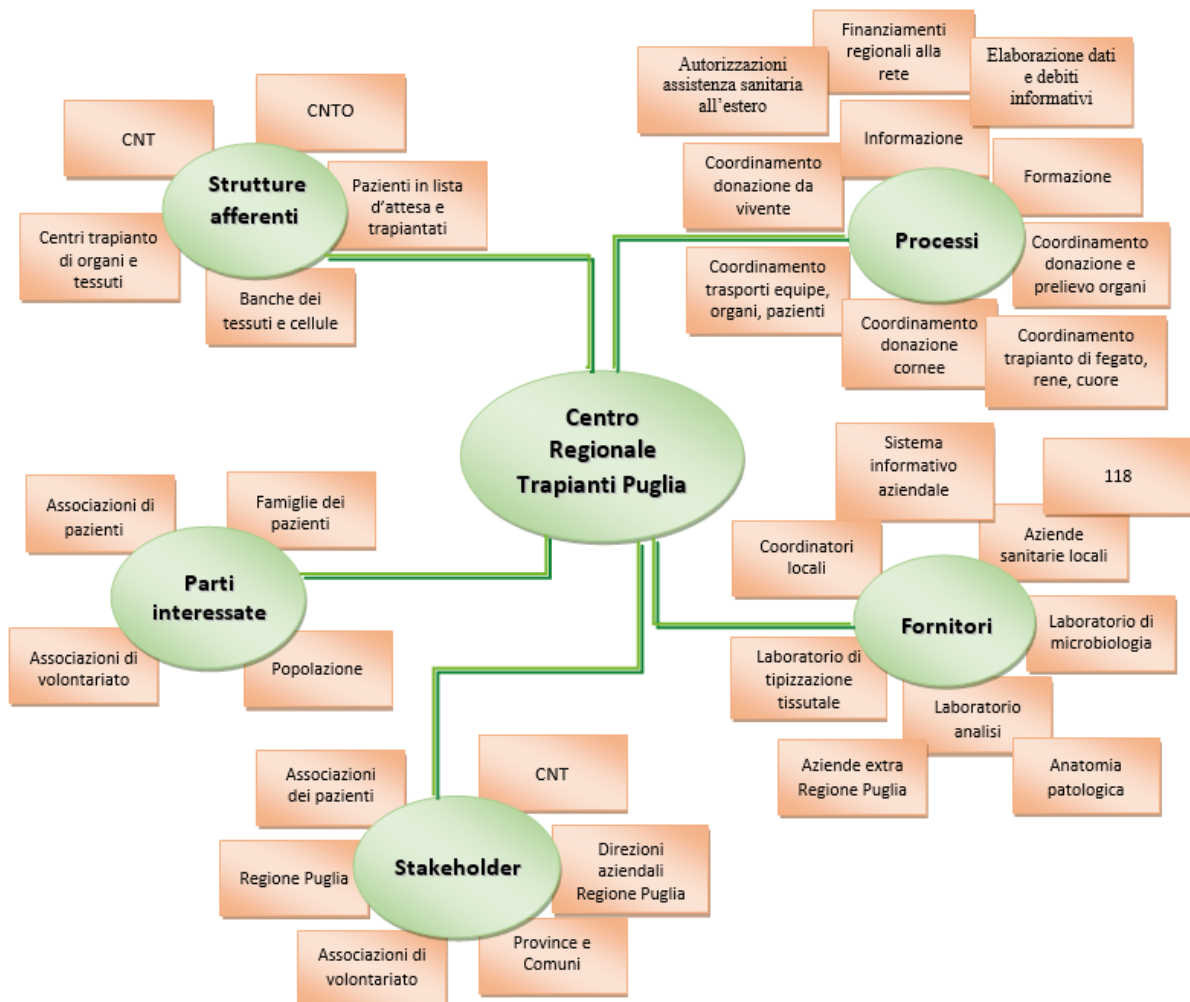 CNT
CNTO
Strutture
afferenti
Pazienti in lista
d'attesa e
trapiantati
Centri trapianto
di organi e
tessuti
Banche dei
tessuti e cellule
Autorizzazioni
assistenza sanitaria
all'estero
Finanziamenti
regionali alla
rete
Elaborazione dati
e debiti
informativi
Informazione
Coordinamento
donazione da
vivente
Formazione
Processi
Coordinamento
trasporti equipe,
organi, pazienti
Coordinamento
donazione e
prelievo organi
Coordinamento
donazione
cornee
Coordinamento
trapianto di fegato,
rene, cuore
Centro
Regionale
Trapianti Puglia
Associazioni di
pazienti
Famiglie dei
pazienti
Parti
interessate
Associazioni di
volontariato
Popolazione
Sistema
informativo
aziendale
118
Coordinatori
locali
Aziende
sanitarie locali
Fornitori
Laboratorio di
microbiologia
Laboratorio di
tipizzazione
tissutale
Laboratorio
analisi
Aziende extra
Regione Puglia
Anatomia
patologica
Associazioni
dei pazienti
CNT
Regione Puglia
Stakeholder
Direzioni
aziendali
Regione Puglia
Associazioni di
volontariato
Province e
Comuni